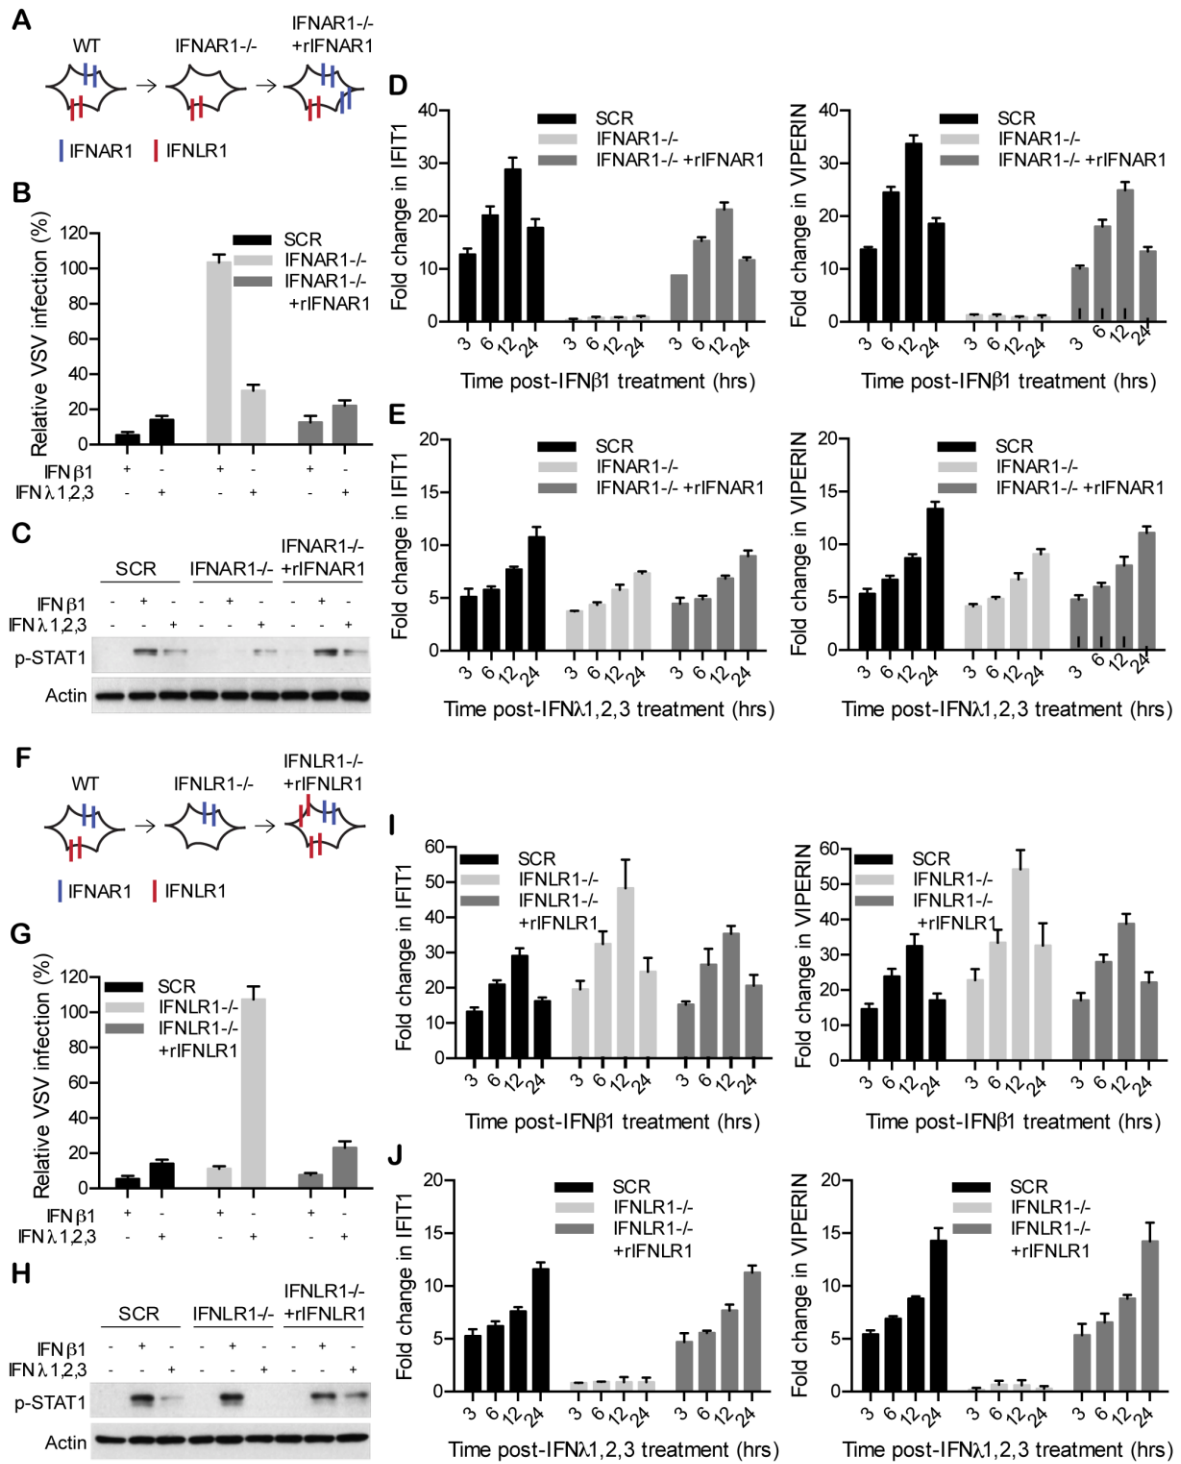 A
WT
IFNAR1-/-
IFNAR1-/-
+rIFNAR1
IFNAR1
IFNLR1
B
Relative VSV infection (%)
120
100
80
60
40
20
0
SCR
IFNAR1-/-
IFNAR1-/-
+rIFNAR1
IFNβ1 + - + - + -
IFNλ1,2,3 - + - + - +
C
SCR
IFNAR1-/-
IFNAR1-/-
+rIFNAR1
IFNβ1 - + - - + - - + -
IFNλ1,2,3 - - + - - + - - +
p-STAT1
Actin
D
Fold change in IFIT1
40
30
20
10
0
SCR
IFNAR1-/-
IFNAR1-/- +rIFNAR1
3 6 12 24 3 6 12 24 3 6 12 24
Time post-IFNβ1 treatment (hrs)
Fold change in VIPERIN
40
30
20
10
0
SCR
IFNAR1-/-
IFNAR1-/- +rIFNAR1
3 6 12 24 3 6 12 24 3 6 12 24
Time post-IFNβ1 treatment (hrs)
E
Fold change in IFIT1
20
15
10
5
0
SCR
IFNAR1-/-
IFNAR1-/- +rIFNAR1
3 6 12 24 3 6 12 24 3 6 12 24
Time post-IFNλ1,2,3 treatment (hrs)
Fold change in VIPERIN
20
15
10
5
0
SCR
IFNAR1-/-
IFNAR1-/- +rIFNAR1
3 6 12 24 3 6 12 24 3 6 12 24
Time post-IFNλ1,2,3 treatment (hrs)
F
WT
IFNLR1-/-
IFNLR1-/-
+rIFNLR1
IFNAR1
IFNLR1
G
Relative VSV infection (%)
120
100
80
60
40
20
0
SCR
IFNLR1-/-
IFNLR1-/-
+rIFNLR1
IFNβ1 + - + - + -
IFNλ1,2,3 - + - + - +
H
SCR
IFNLR1-/-
IFNLR1-/-
+rIFNLR1
IFNβ1 - + - - + - - + -
IFNλ1,2,3 - - + - - + - - +
p-STAT1
Actin
I
Fold change in IFIT1
60
50
40
30
20
10
0
SCR
IFNLR1-/-
IFNLR1-/-
+rIFNLR1
3 6 12 24 3 6 12 24 3 6 12 24
Time post-IFNβ1 treatment (hrs)
Fold change in VIPERIN
60
50
40
30
20
10
0
SCR
IFNLR1-/-
IFNLR1-/-
+rIFNLR1
3 6 12 24 3 6 12 24 3 6 12 24
Time post-IFNβ1 treatment (hrs)
J
Fold change in IFIT1
20
15
10
5
0
SCR
IFNLR1-/-
IFNLR1-/-
+rIFNLR1
3 6 12 24 3 6 12 24 3 6 12 24
Time post-IFNλ1,2,3 treatment (hrs)
Fold change in VIPERIN
20
15
10
5
0
SCR
IFNLR1-/-
IFNLR1-/-
+rIFNLR1
3 6 12 24 3 6 12 24 3 6 12 24
Time post-IFNλ1,2,3 treatment (hrs)